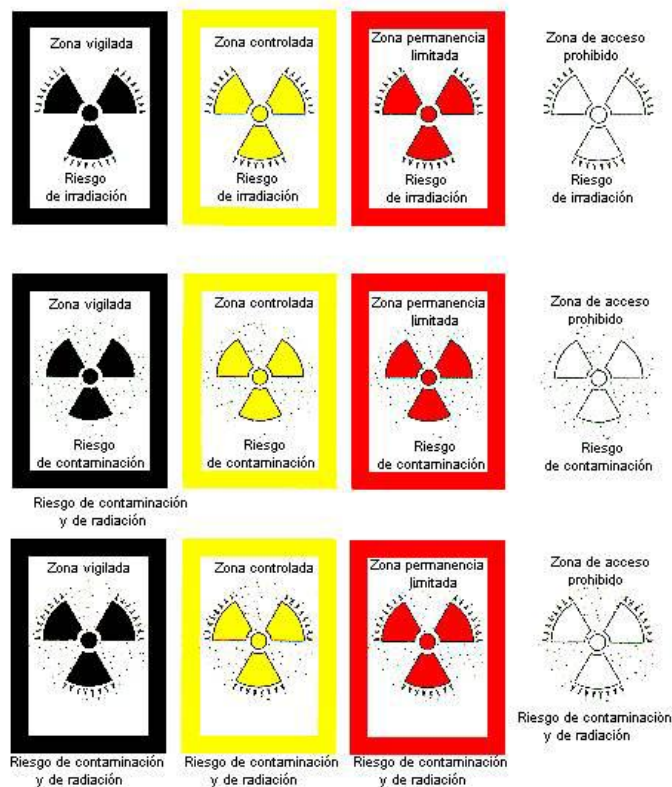 Zona vigilada
Riesgo
de irradiación
Zona controlada
Riesgo
de irradiación
Zona permanencia
limitada
Riesgo
de irradiación
Zona de acceso
prohibido
Riesgo
de irradiación
Zona vigilada
Riesgo
de contaminación
Zona controlada
Riesgo
de contaminación
Zona permanencia
limitada
Riesgo
de contaminación
Zona de acceso
prohibido
Riesgo
de contaminación
Riesgo de contaminación
y de radiación
Zona vigilada
Riesgo de contaminación
y de radiación
Zona controlada
Riesgo de contaminación
y de radiación
Zona permanencia
limitada
Riesgo de contaminación
y de radiación
Zona de acceso
prohibido
Riesgo de contaminación
y de radiación